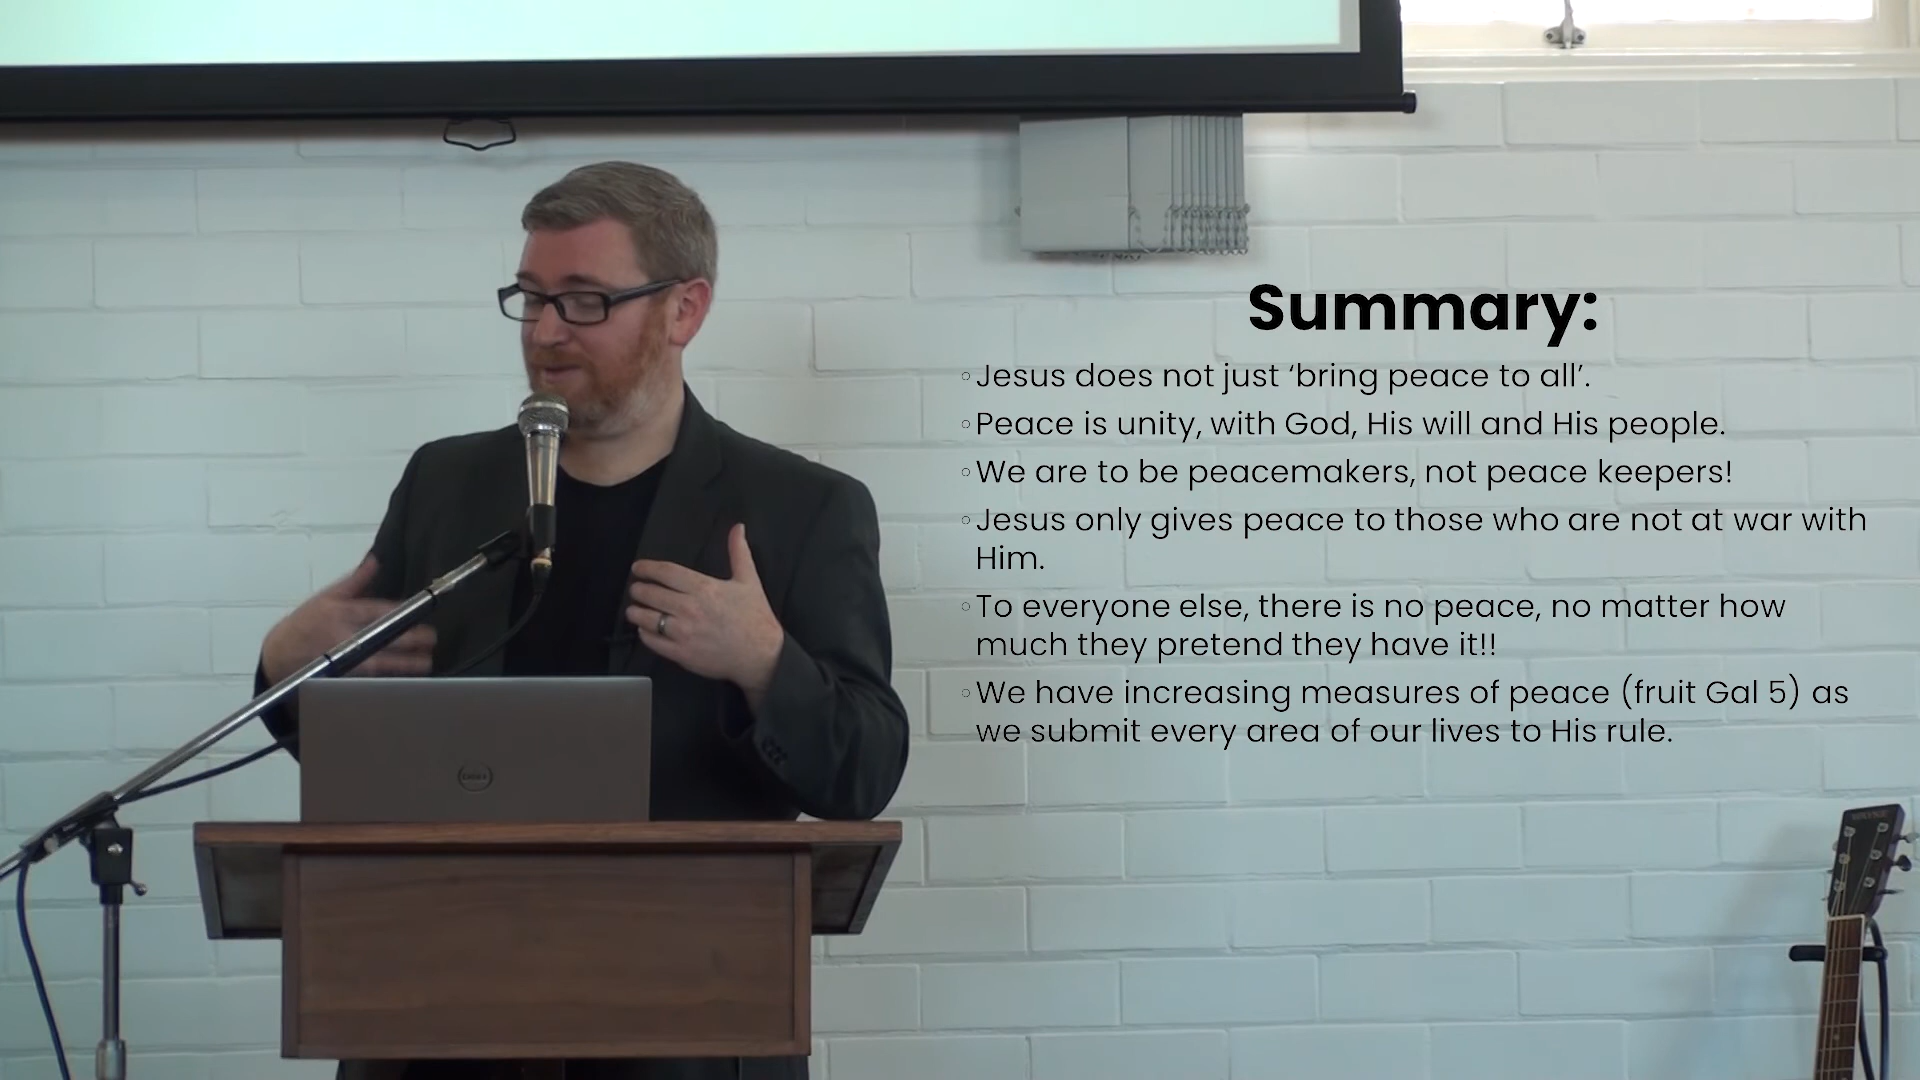 Summary:
◦Jesus does not just ‘bring peace to all’.
◦Peace is unity, with God, His will and His people.
◦We are to be peacemakers, not peace keepers!
◦Jesus only gives peace to those who are not at war with
Him.
◦To everyone else, there is no peace, no matter how
much they pretend they have it!!
◦We have increasing measures of peace (fruit Gal 5) as
we submit every area of our lives to His rule.
DELL